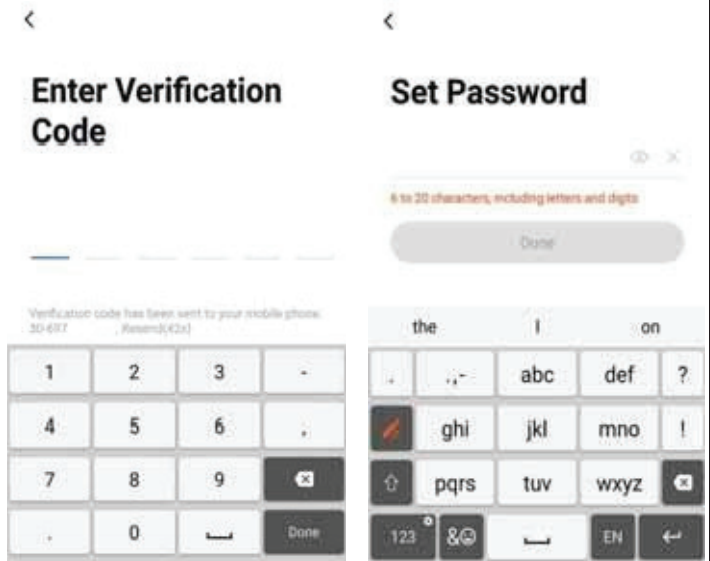 Enter Verification
Code
Verification code has been sent to your mobile phone:
30-697 , Resend(42s)
1 2 3 -
4 5 6 ,
7 8 9
. 0 Done
Set Password
6 to 20 characters, including letters and digits
Done
the I on
. .,- abc def ?
ghi jkl mno !
pqrs tuv wxyz
123 &☺ EN